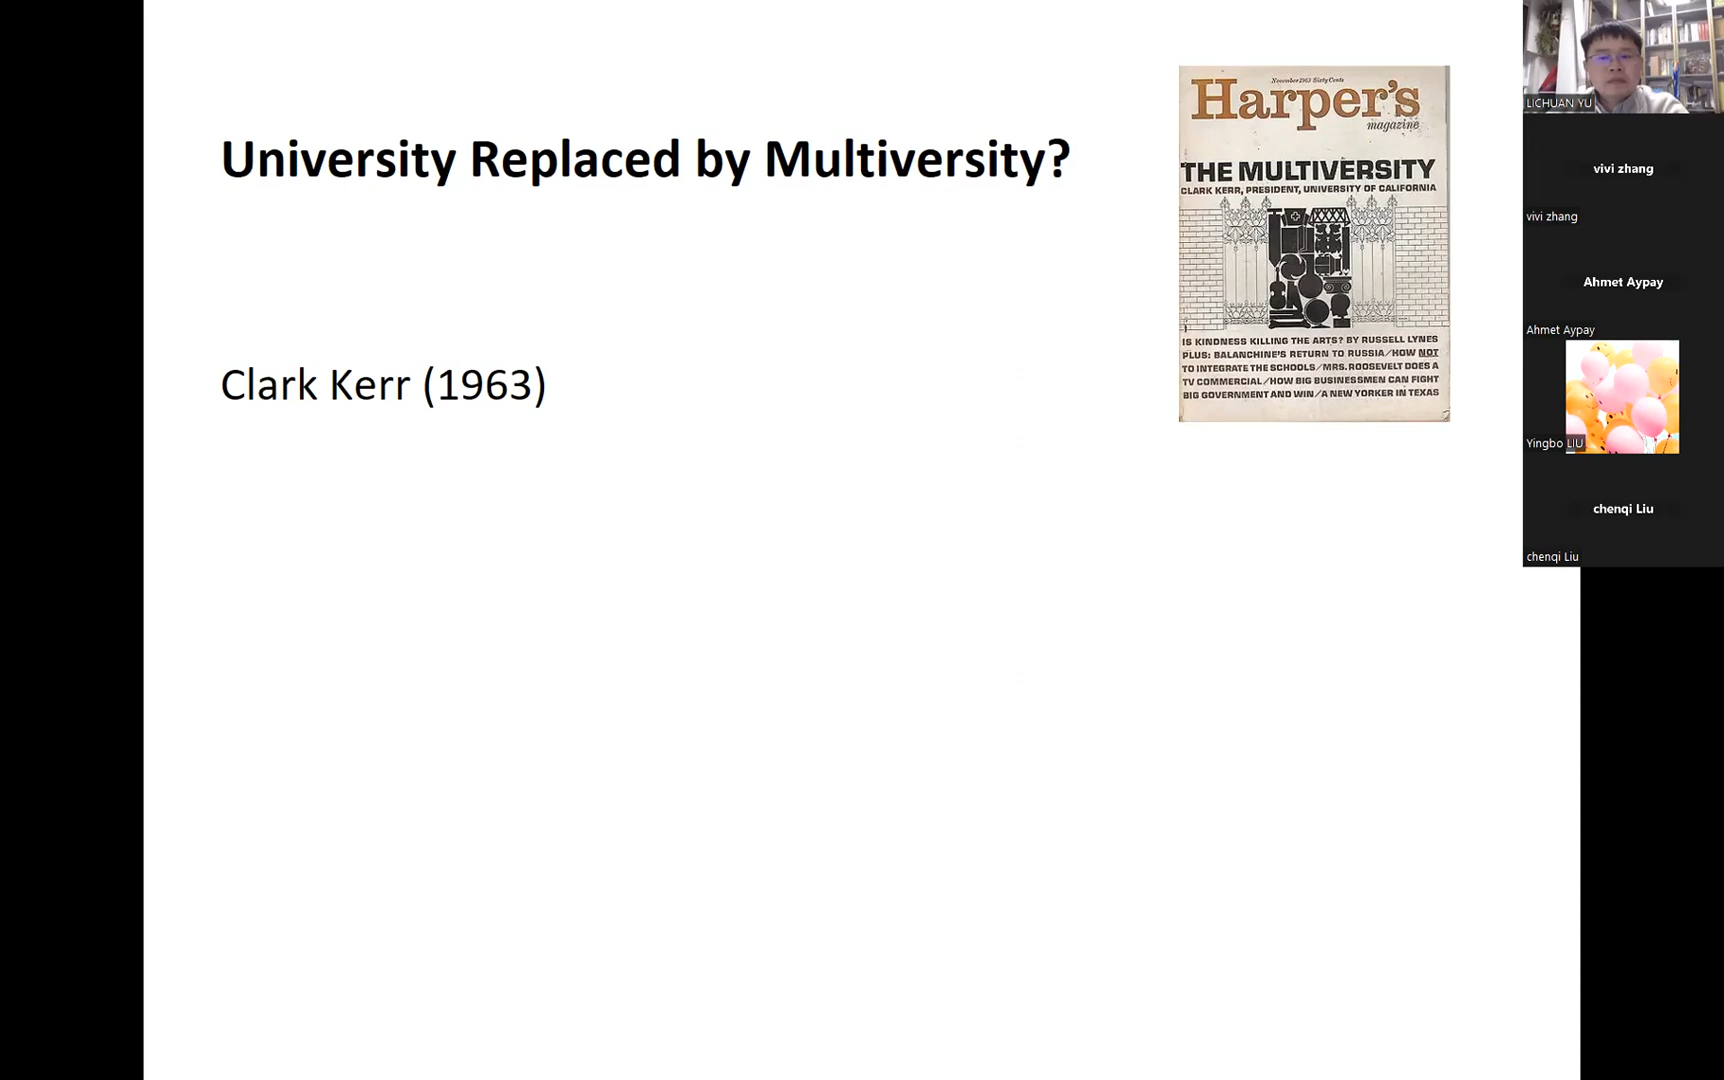 University Replaced by Multiversity?
Clark Kerr (1963)
November 1963 Sixty Cents
Harper's
magazine
THE MULTIVERSITY
CLARK KERR, PRESIDENT, UNIVERSITY OF CALIFORNIA
IS KINDNESS KILLING THE ARTS? BY RUSSELL LYNES
PLUS: BALANCHINE'S RETURN TO RUSSIA/HOW NOT
TO INTEGRATE THE SCHOOLS/MRS. ROOSEVELT DOES A
TV COMMERCIAL/HOW BIG BUSINESSMEN CAN FIGHT
BIG GOVERNMENT AND WIN/A NEW YORKER IN TEXAS
LICHUAN YU
vivi zhang
vivi zhang
Ahmet Aypay
Ahmet Aypay
Yingbo LIU
chenqi Liu
chenqi Liu